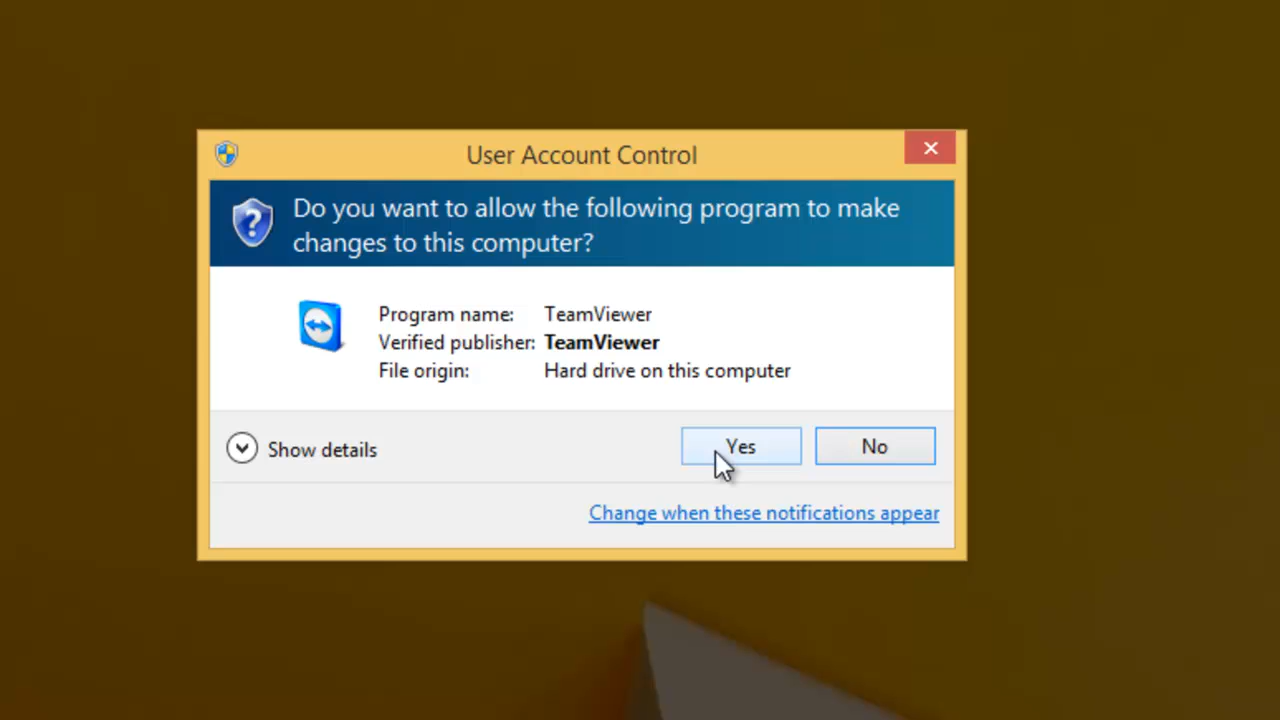 User Account Control
Do you want to allow the following program to make
changes to this computer?
Program name: TeamViewer
Verified publisher: TeamViewer
File origin: Hard drive on this computer
Show details
Yes
No
Change when these notifications appear